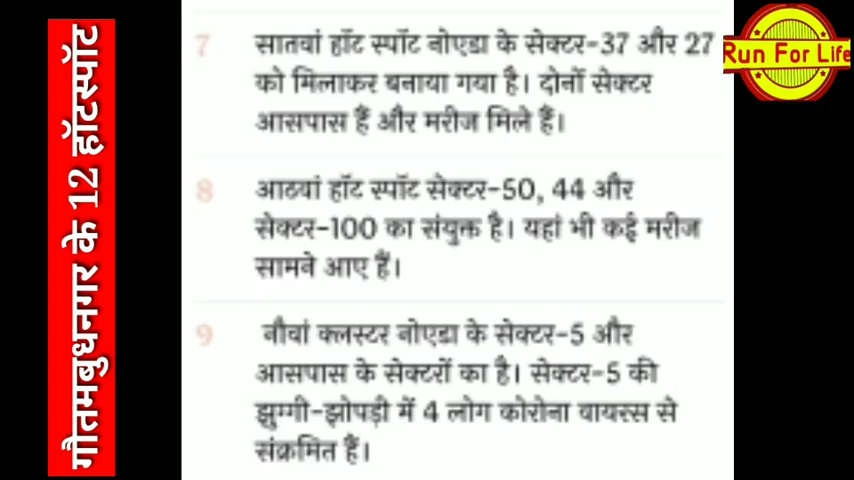 गौतमबुधनगर के 12 हॉटस्पॉट
7 सातवां हॉट स्पॉट नोएडा के सेक्टर-37 और 27
को मिलाकर बनाया गया है। दोनों सेक्टर
आसपास हैं और मरीज मिले हैं।
8 आठवां हॉट स्पॉट सेक्टर-50, 44 और
सेक्टर-100 का संयुक्त है। यहां भी कई मरीज
सामने आए हैं।
9 नौवां क्लस्टर नोएडा के सेक्टर-5 और
आसपास के सेक्टरों का है। सेक्टर-5 की
झुग्गी-झोपड़ी में 4 लोग कोरोना वायरस से
संक्रमित हैं।
Run For Life